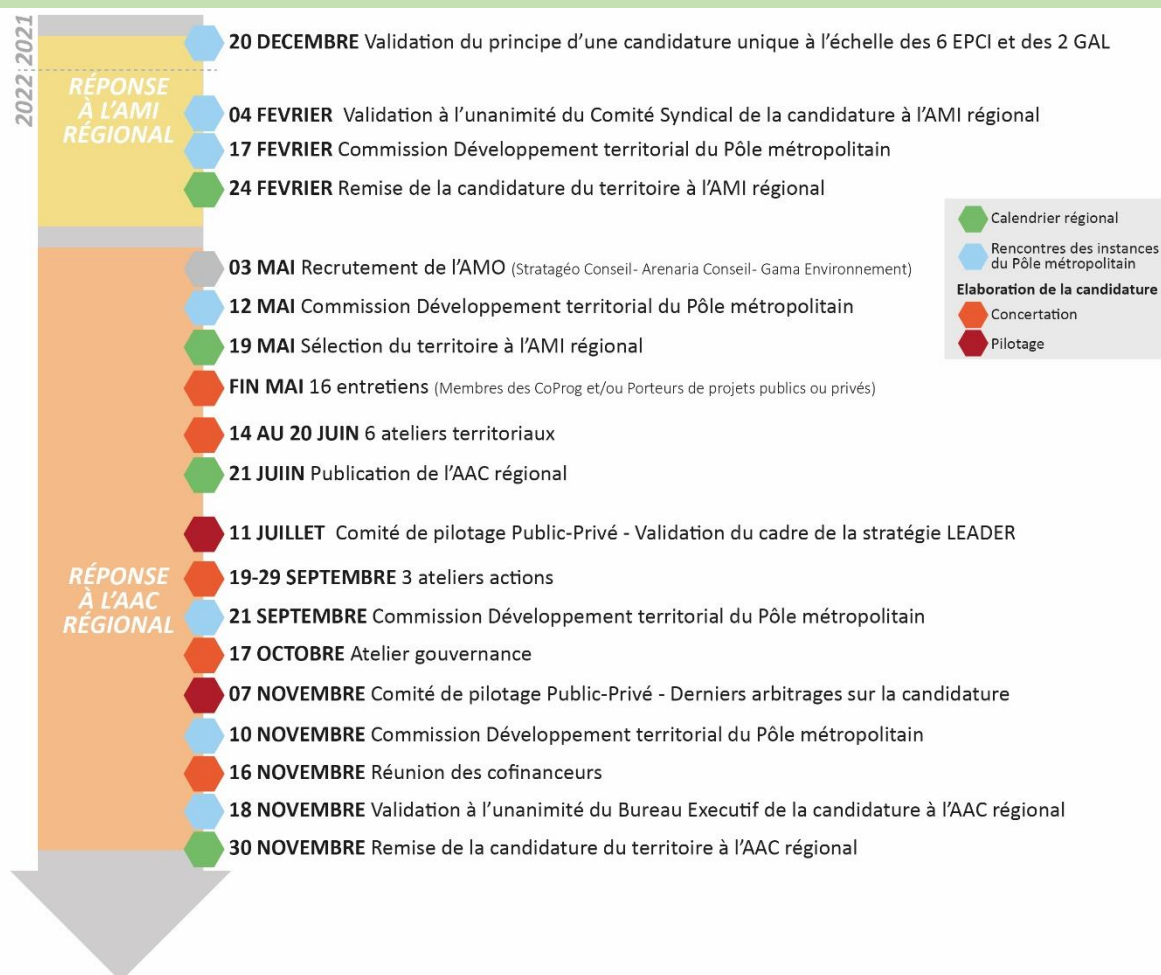 2021
2022
RÉPONSE
À L'AMI
RÉGIONAL
20 DECEMBRE Validation du principe d'une candidature unique à l'échelle des 6 EPCI et des 2 GAL
04 FEVRIER Validation à l'unanimité du Comité Syndical de la candidature à l'AMI régional
17 FEVRIER Commission Développement territorial du Pôle métropolitain
24 FEVRIER Remise de la candidature du territoire à l'AMI régional
Calendrier régional
Rencontres des instances
du Pôle métropolitain
Elaboration de la candidature
Concertation
Pilotage
RÉPONSE
À L'AAC
RÉGIONAL
03 MAI Recrutement de l'AMO (Stratagéo Conseil- Arenaria Conseil- Gama Environnement)
12 MAI Commission Développement territorial du Pôle métropolitain
19 MAI Sélection du territoire à l'AMI régional
FIN MAI 16 entretiens (Membres des CoProg et/ou Porteurs de projets publics ou privés)
14 AU 20 JUIN 6 ateliers territoriaux
21 JUIIN Publication de l'AAC régional
11 JUILLET Comité de pilotage Public-Privé - Validation du cadre de la stratégie LEADER
19-29 SEPTEMBRE 3 ateliers actions
21 SEPTEMBRE Commission Développement territorial du Pôle métropolitain
17 OCTOBRE Atelier gouvernance
07 NOVEMBRE Comité de pilotage Public-Privé - Derniers arbitrages sur la candidature
10 NOVEMBRE Commission Développement territorial du Pôle métropolitain
16 NOVEMBRE Réunion des cofinanceurs
18 NOVEMBRE Validation à l'unanimité du Bureau Executif de la candidature à l'AAC régional
30 NOVEMBRE Remise de la candidature du territoire à l'AAC régional